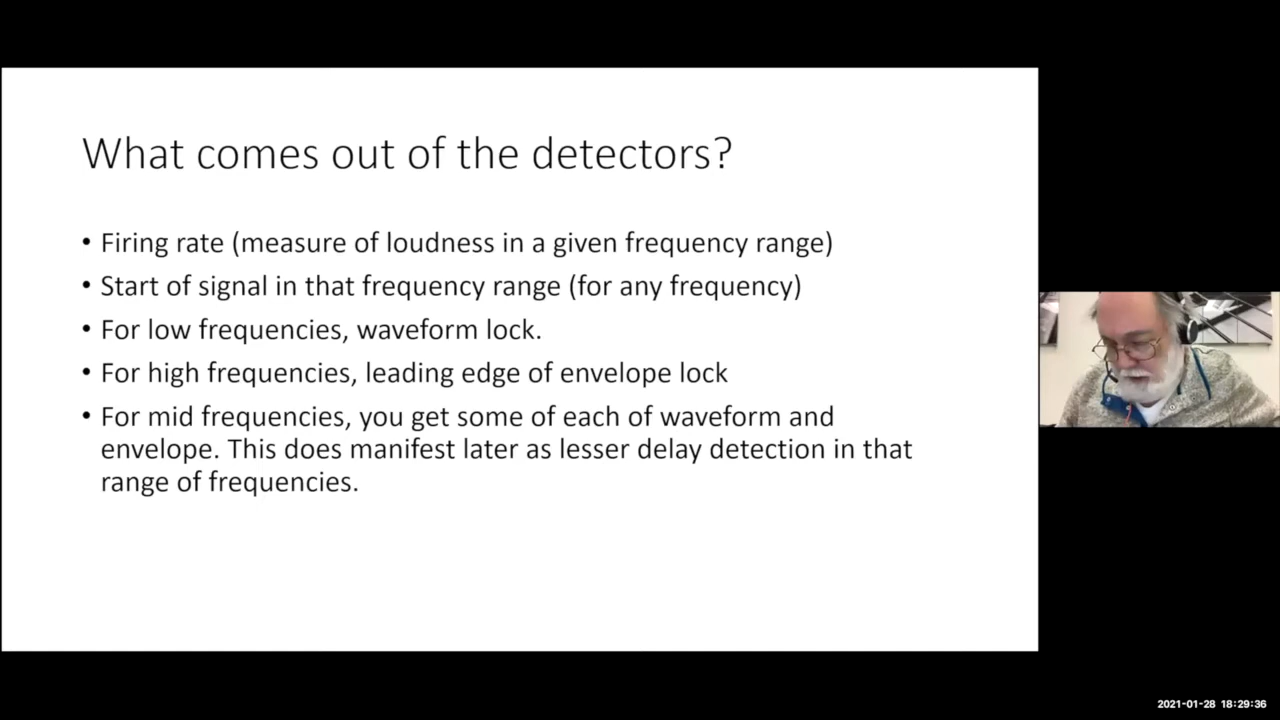 What comes out of the detectors?
• Firing rate (measure of loudness in a given frequency range)
• Start of signal in that frequency range (for any frequency)
• For low frequencies, waveform lock.
• For high frequencies, leading edge of envelope lock
• For mid frequencies, you get some of each of waveform and
envelope. This does manifest later as lesser delay detection in that
range of frequencies.
2021-01-28 18:29:36